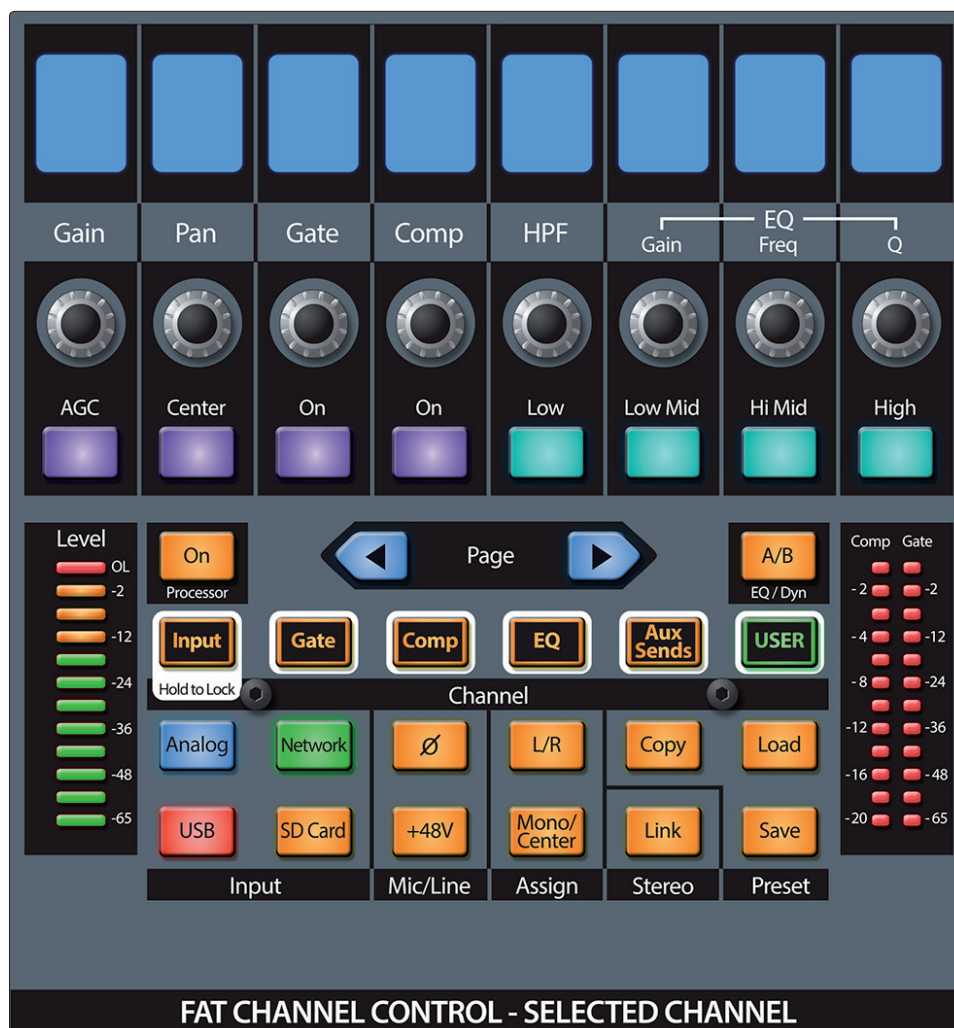 Gain Pan Gate Comp HPF EQ
Gain Freq Q
AGC Center On On Low Low Mid Hi Mid High
Level
OL
-2
-12
-24
-36
-48
-65
On
Processor
Page
A/B
EQ / Dyn
Comp Gate
-2 -2
-4 -12
-8 -24
-12 -36
-16 -48
-20 -65
Input Gate Comp EQ Aux Sends USER
Hold to Lock
Channel
Analog Network Ø L/R Copy Load
USB SD Card +48V Mono/Center Link Save
Input Mic/Line Assign Stereo Preset
FAT CHANNEL CONTROL - SELECTED CHANNEL